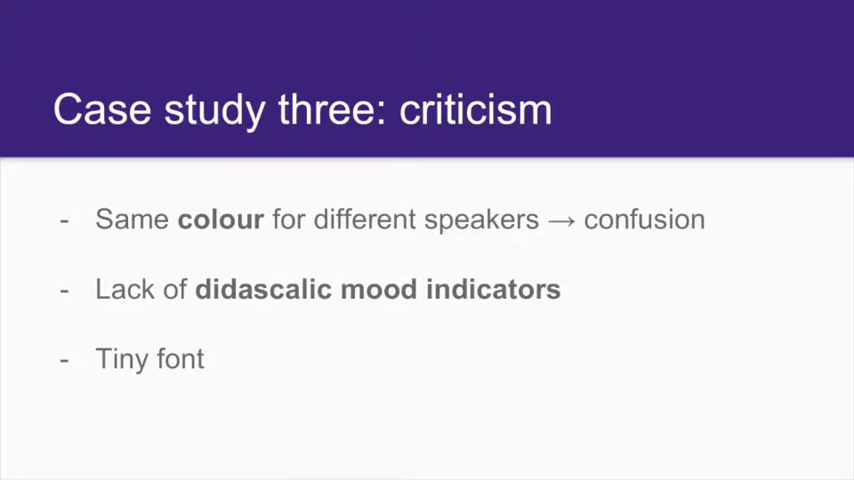 Case study three: criticism
- Same colour for different speakers → confusion
- Lack of didascalic mood indicators
- Tiny font